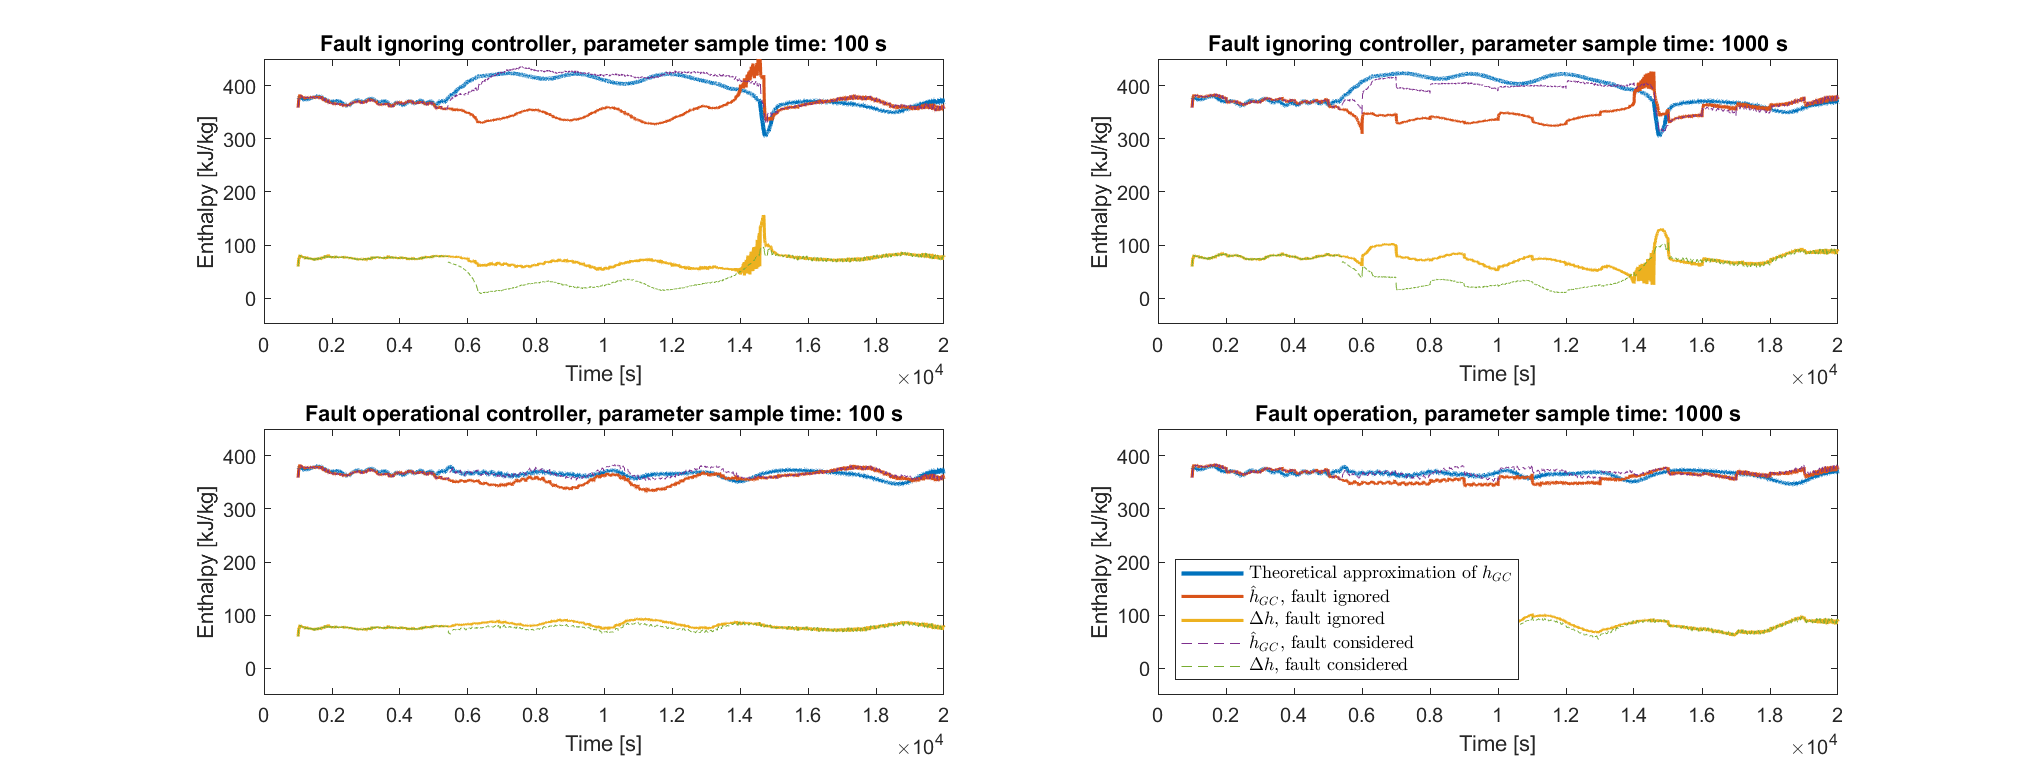 Fault ignoring controller, parameter sample time: 100 s
Enthalpy [kJ/kg]
400
300
200
100
0
0 0.2 0.4 0.6 0.8 1 1.2 1.4 1.6 1.8 2
Time [s]
×10^4
Fault ignoring controller, parameter sample time: 1000 s
Enthalpy [kJ/kg]
400
300
200
100
0
0 0.2 0.4 0.6 0.8 1 1.2 1.4 1.6 1.8 2
Time [s]
×10^4
Fault operational controller, parameter sample time: 100 s
Enthalpy [kJ/kg]
400
300
200
100
0
0 0.2 0.4 0.6 0.8 1 1.2 1.4 1.6 1.8 2
Time [s]
×10^4
Fault operation, parameter sample time: 1000 s
Enthalpy [kJ/kg]
400
300
200
100
0
Theoretical approximation of h_GC
ĥ_GC, fault ignored
Δh, fault ignored
ĥ_GC, fault considered
Δh, fault considered
0 0.2 0.4 0.6 0.8 1 1.2 1.4 1.6 1.8 2
Time [s]
×10^4